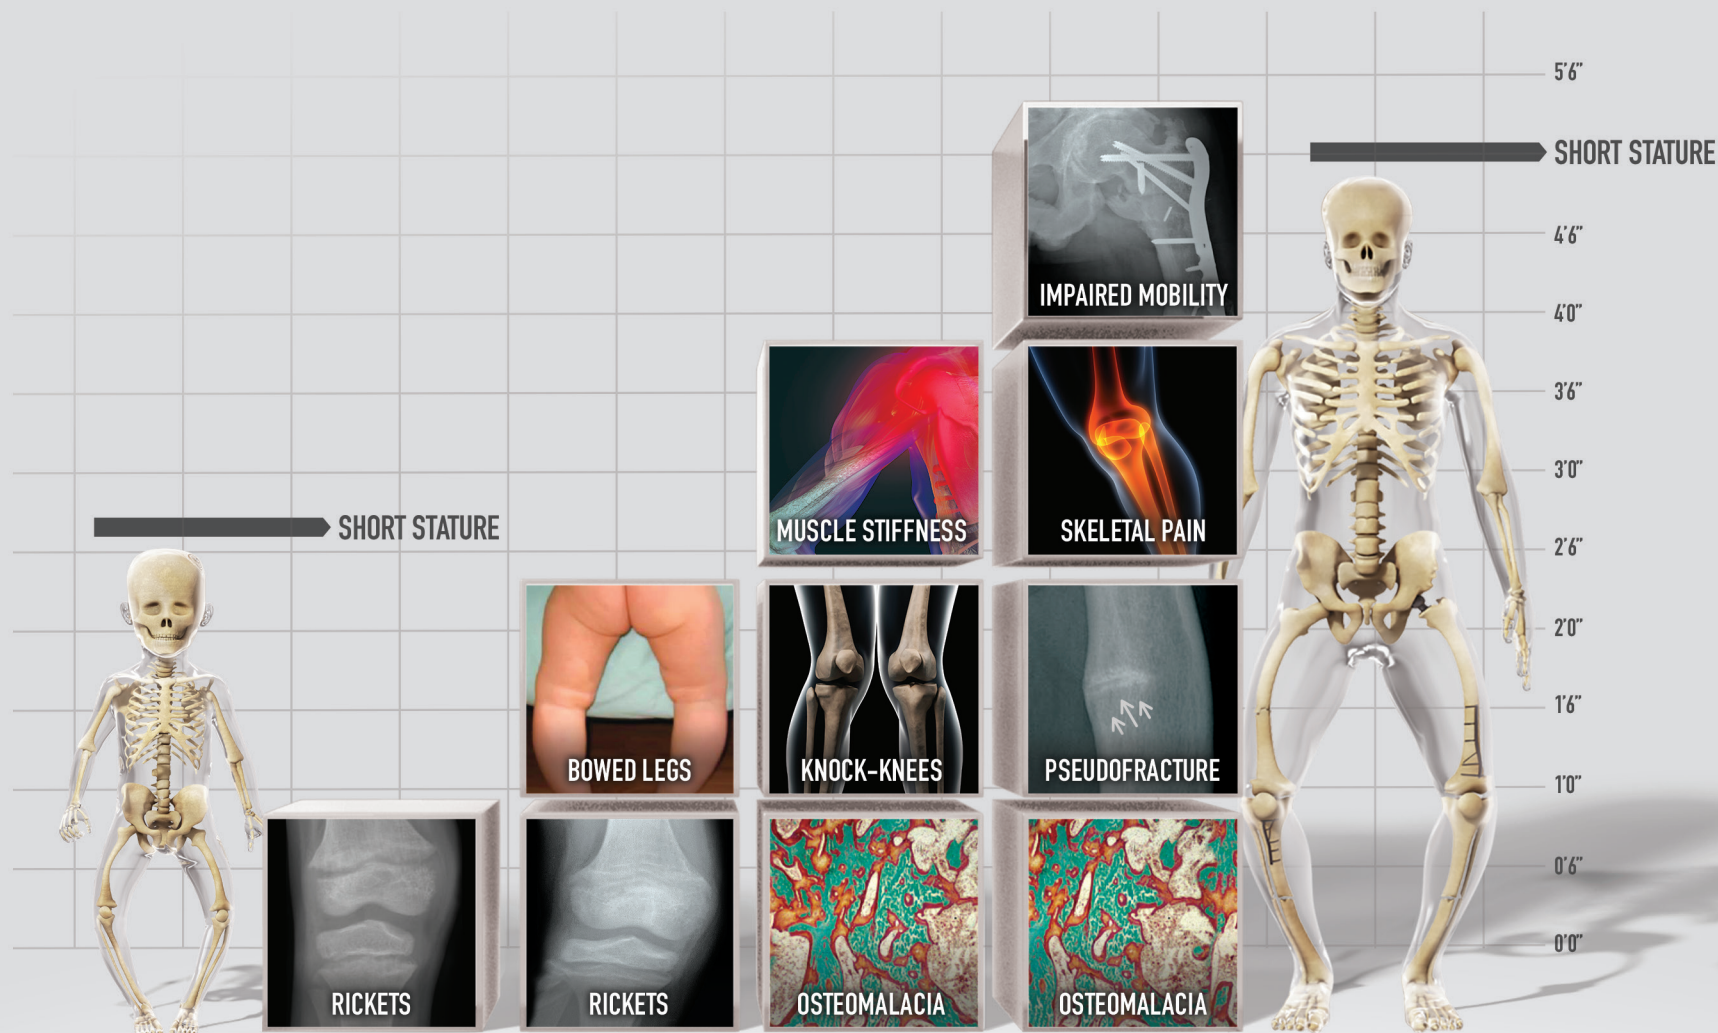 5'6"
SHORT STATURE
4'6"
IMPAIRED MOBILITY
4'0"
3'6"
3'0"
SHORT STATURE
MUSCLE STIFFNESS
SKELETAL PAIN
2'6"
2'0"
1'6"
BOWED LEGS
KNOCK-KNEES
PSEUDOFRACTURE
1'0"
0'6"
0'0"
RICKETS
RICKETS
OSTEOMALACIA
OSTEOMALACIA